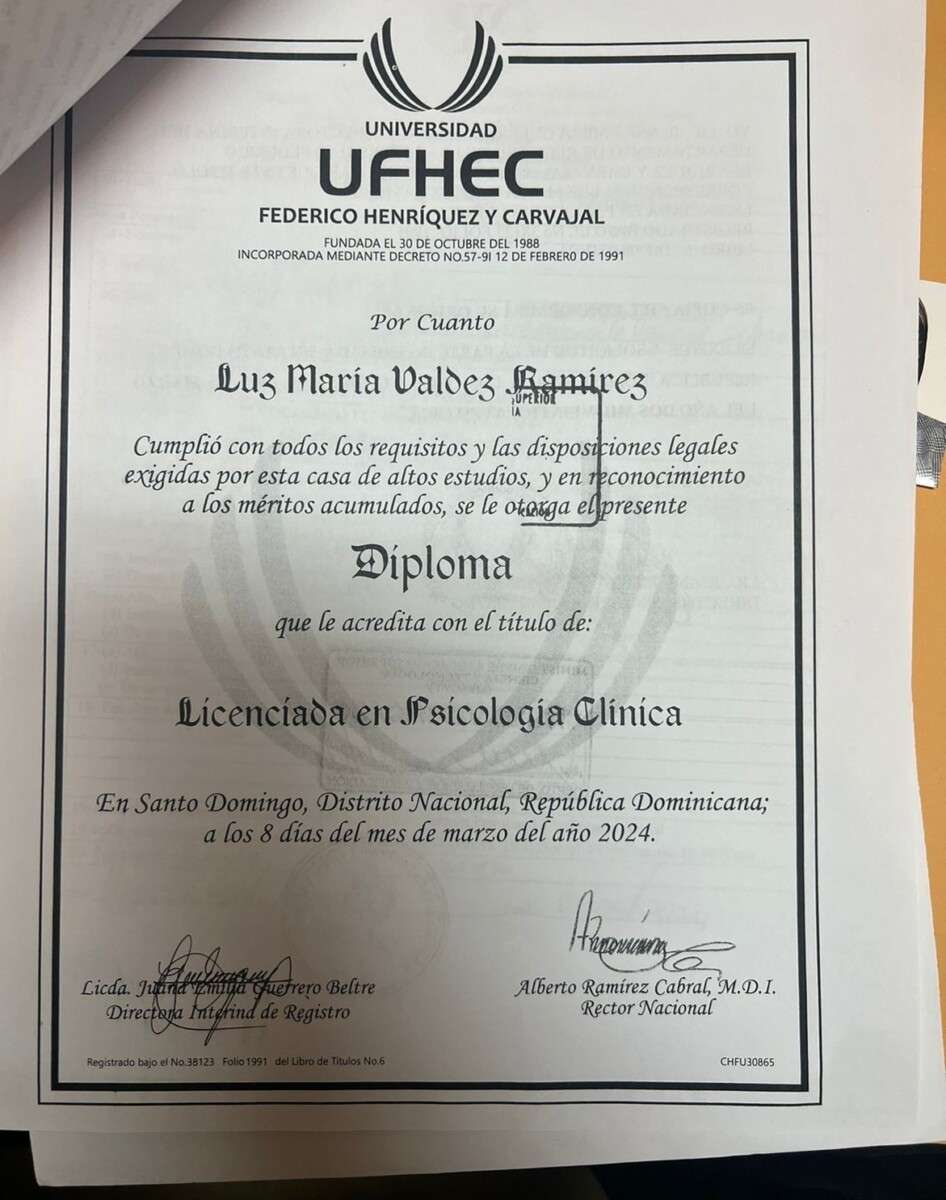 UNIVERSIDAD
UFHEC
FEDERICO HENRÍQUEZ Y CARVAJAL
FUNDADA EL 30 DE OCTUBRE DEL 1988
INCORPORADA MEDIANTE DECRETO NO.57-91 12 DE FEBRERO DE 1991
Por Cuanto
Luz María Valdez Ramírez
UPERIOR
IA
Cumplió con todos los requisitos y las disposiciones legales
exigidas por esta casa de altos estudios, y en reconocimiento
a los méritos acumulados, se le otorga el presente
Diploma
que le acredita con el título de:
Licenciada en Psicología Clínica
En Santo Domingo, Distrito Nacional, República Dominicana;
a los 8 días del mes de marzo del año 2024.
Licda. Juana Emilia Guerrero Beltre
Directora Interina de Registro
Alberto Ramírez Cabral, M.D.I.
Rector Nacional
Registrado bajo el No.38123 Folio 1991 del Libro de Titulos No.6
CHFU30865